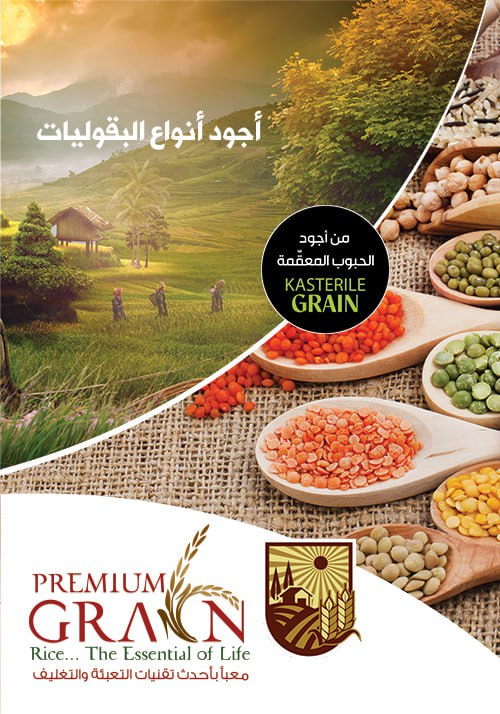 أجود أنواع البقوليات
من أجود
الحبوب المعقّمة
KASTERILE
GRAIN
PREMIUM
GRAIN
Rice... The Essential of Life
معبأ بأحدث تقنيات التعبئة والتغليف